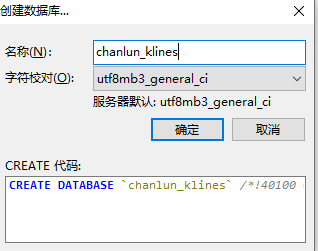 创建数据库...
名称(N):
chanlun_klines
字符校对(O):
utf8mb4_general_ci
服务器默认: utf8mb3_general_ci
确定
取消
CREATE 代码:
CREATE DATABASE `chanlun_klines` /*!40100